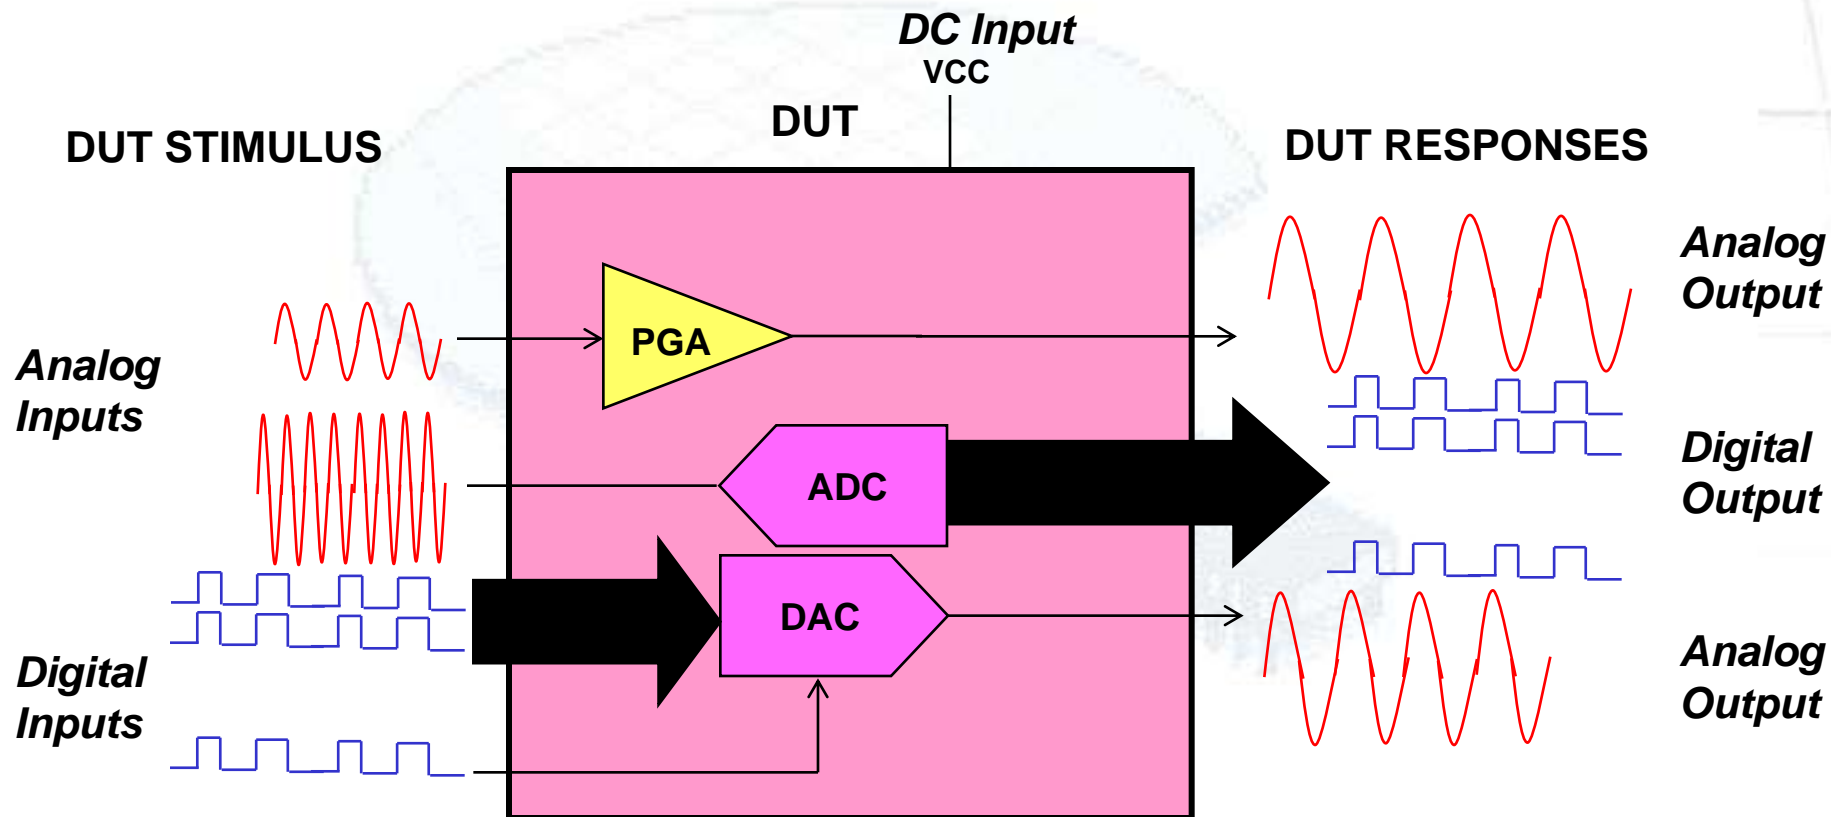 DC Input
VCC
DUT
DUT STIMULUS
DUT RESPONSES
Analog
Inputs
PGA
Analog
Output
ADC
Digital
Output
DAC
Digital
Inputs
Analog
Output